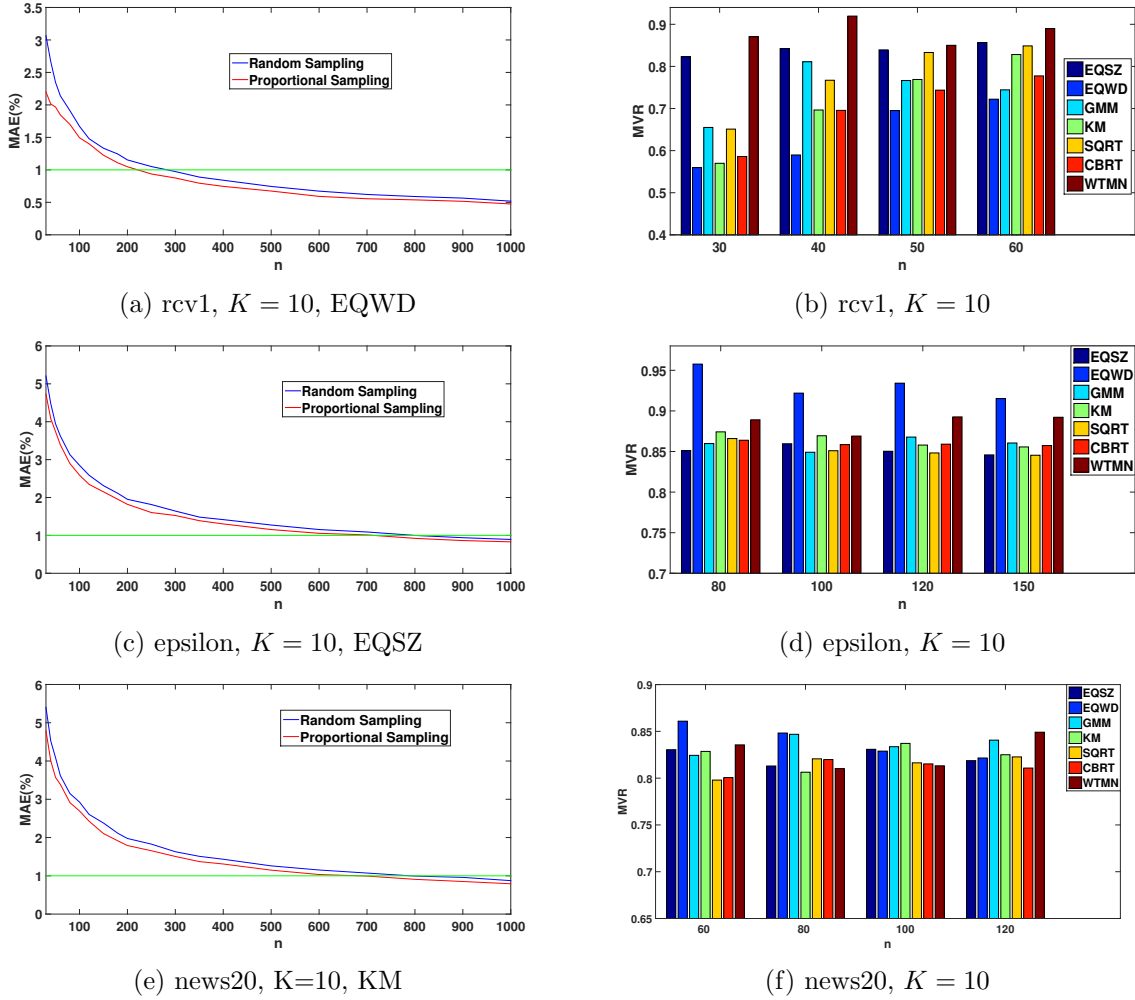 3.5
3
2.5
2
1.5
1
0.5
0
MAE(%)
Random Sampling
Proportional Sampling
100 200 300 400 500 600 700 800 900 1000
n
(a) rcv1, K = 10, EQWD
0.9
0.8
0.7
0.6
0.5
0.4
MVR
EQSZ
EQWD
GMM
KM
SQRT
CBRT
WTMN
30 40 50 60
n
(b) rcv1, K = 10
6
5
4
3
2
1
0
MAE(%)
Random Sampling
Proportional Sampling
100 200 300 400 500 600 700 800 900 1000
n
(c) epsilon, K = 10, EQSZ
0.95
0.9
0.85
0.8
0.75
0.7
MVR
EQSZ
EQWD
GMM
KM
SQRT
CBRT
WTMN
80 100 120 150
n
(d) epsilon, K = 10
6
5
4
3
2
1
0
MAE(%)
Random Sampling
Proportional Sampling
100 200 300 400 500 600 700 800 900 1000
n
(e) news20, K=10, KM
0.9
0.85
0.8
0.75
0.7
0.65
MVR
EQSZ
EQWD
GMM
KM
SQRT
CBRT
WTMN
60 80 100 120
n
(f) news20, K = 10